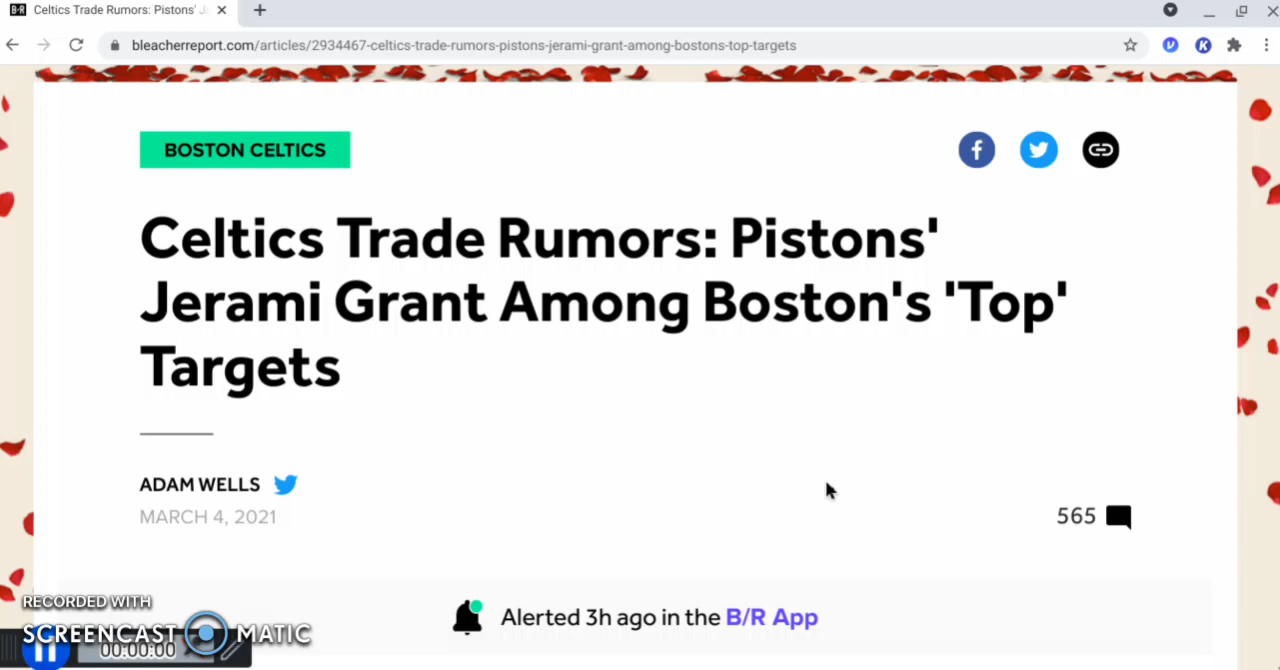 B/R Celtics Trade Rumors: Pistons' J
bleacherreport.com/articles/2934467-celtics-trade-rumors-pistons-jerami-grant-among-bostons-top-targets
BOSTON CELTICS
Celtics Trade Rumors: Pistons'
Jerami Grant Among Boston's 'Top'
Targets
ADAM WELLS
MARCH 4, 2021
565
Alerted 3h ago in the B/R App
RECORDED WITH
SCREENCAST MATIC
00:00:00